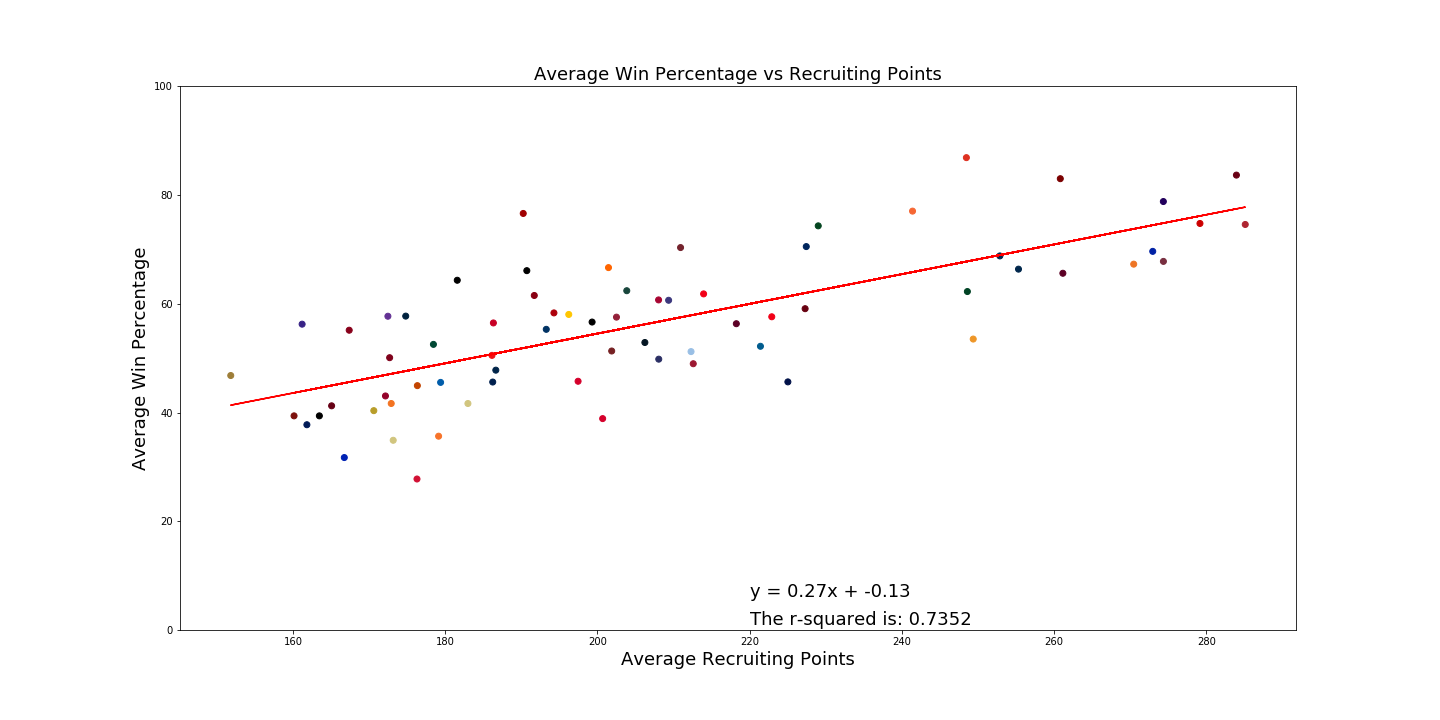 Average Win Percentage vs Recruiting Points
100
80
60
40
20
0
Average Win Percentage
y = 0.27x + -0.13
The r-squared is: 0.7352
160 180 200 220 240 260 280
Average Recruiting Points